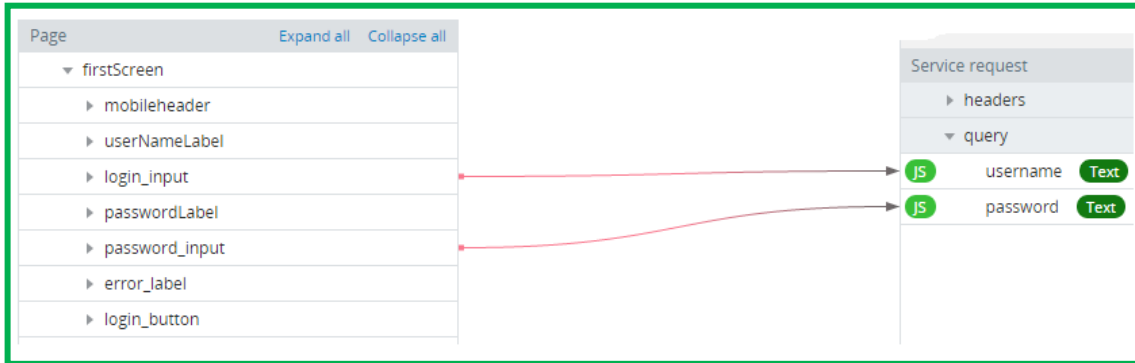 Page Expand all Collapse all
firstScreen
mobileheader
userNameLabel
login_input
passwordLabel
password_input
error_label
login_button
Service request
headers
query
JS username Text
JS password Text